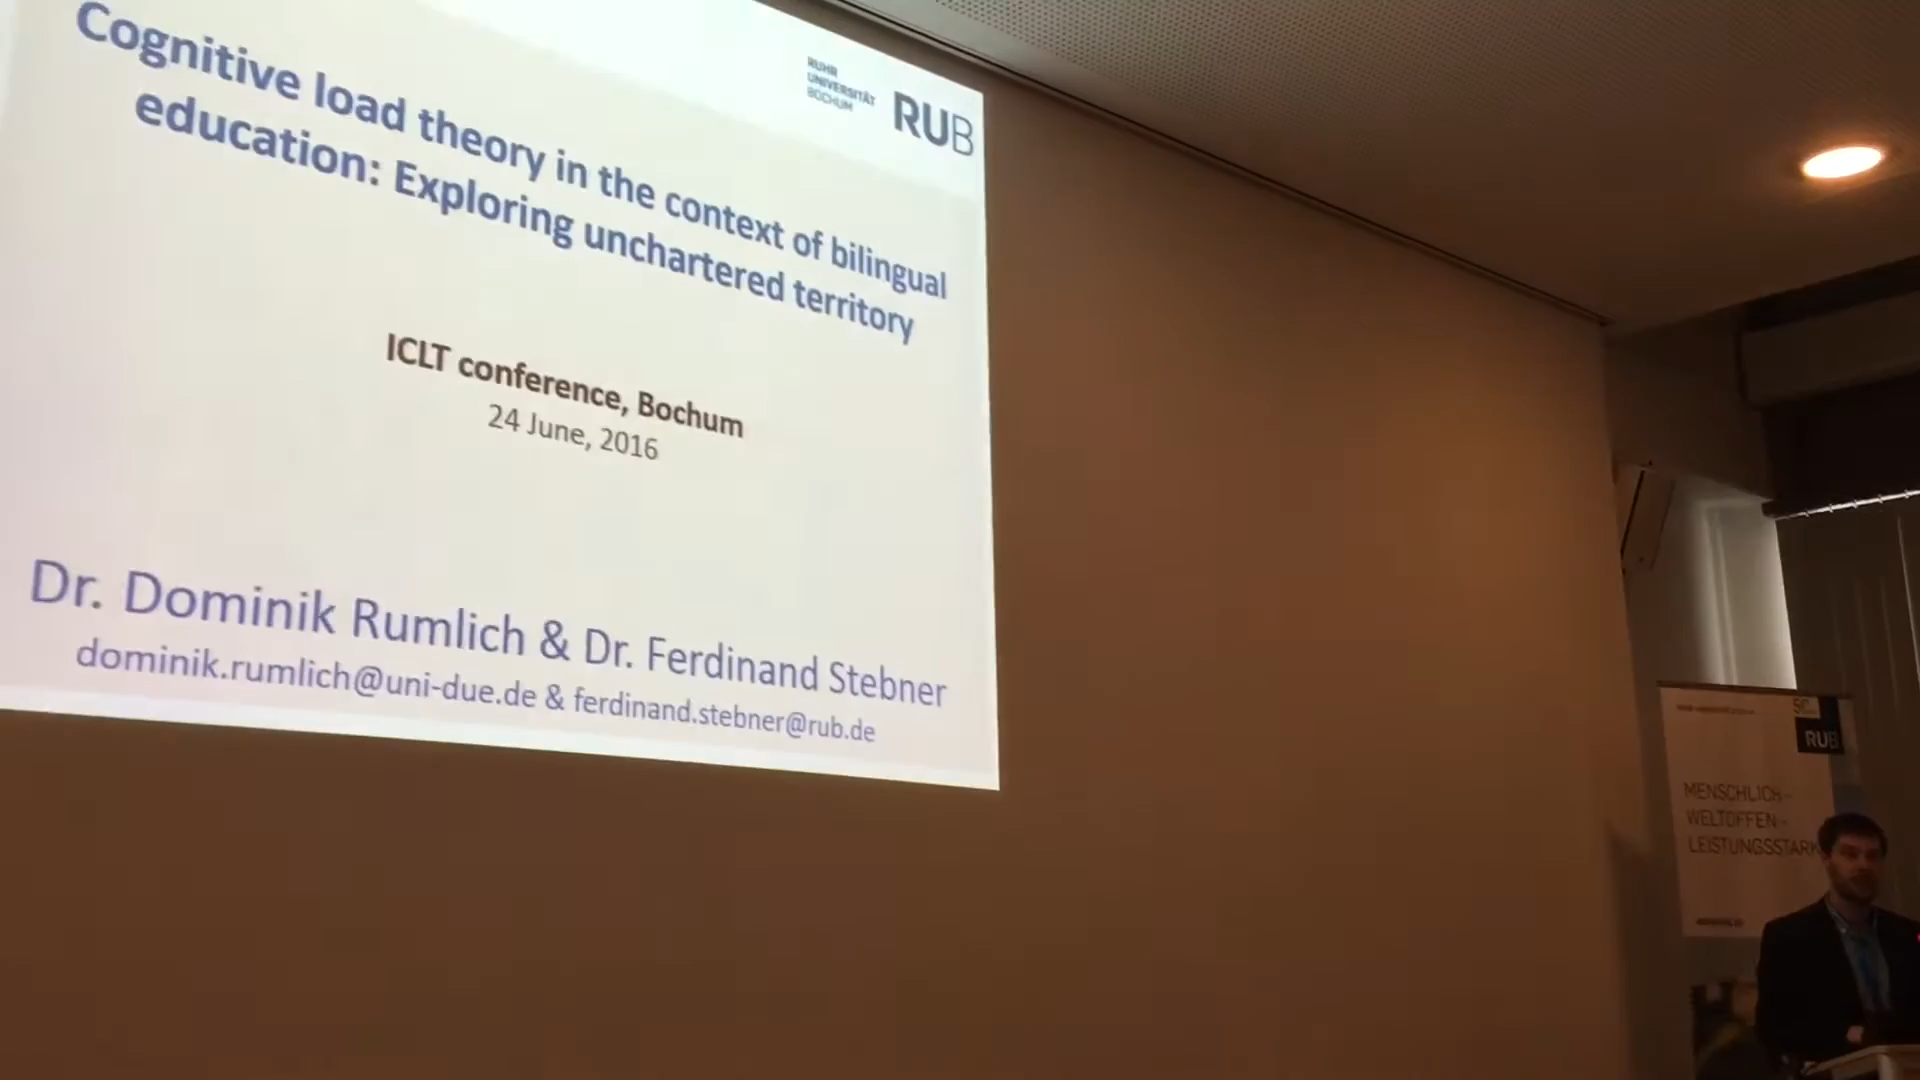 RUHR
UNIVERSITÄT
BOCHUM
RUB
Cognitive load theory in the context of bilingual
education: Exploring unchartered territory
ICLT conference, Bochum
24 June, 2016
Dr. Dominik Rumlich & Dr. Ferdinand Stebner
dominik.rumlich@uni-due.de & ferdinand.stebner@rub.de
RUB
MENSCHLICH –
WELTOFFEN –
LEISTUNGSSTARK